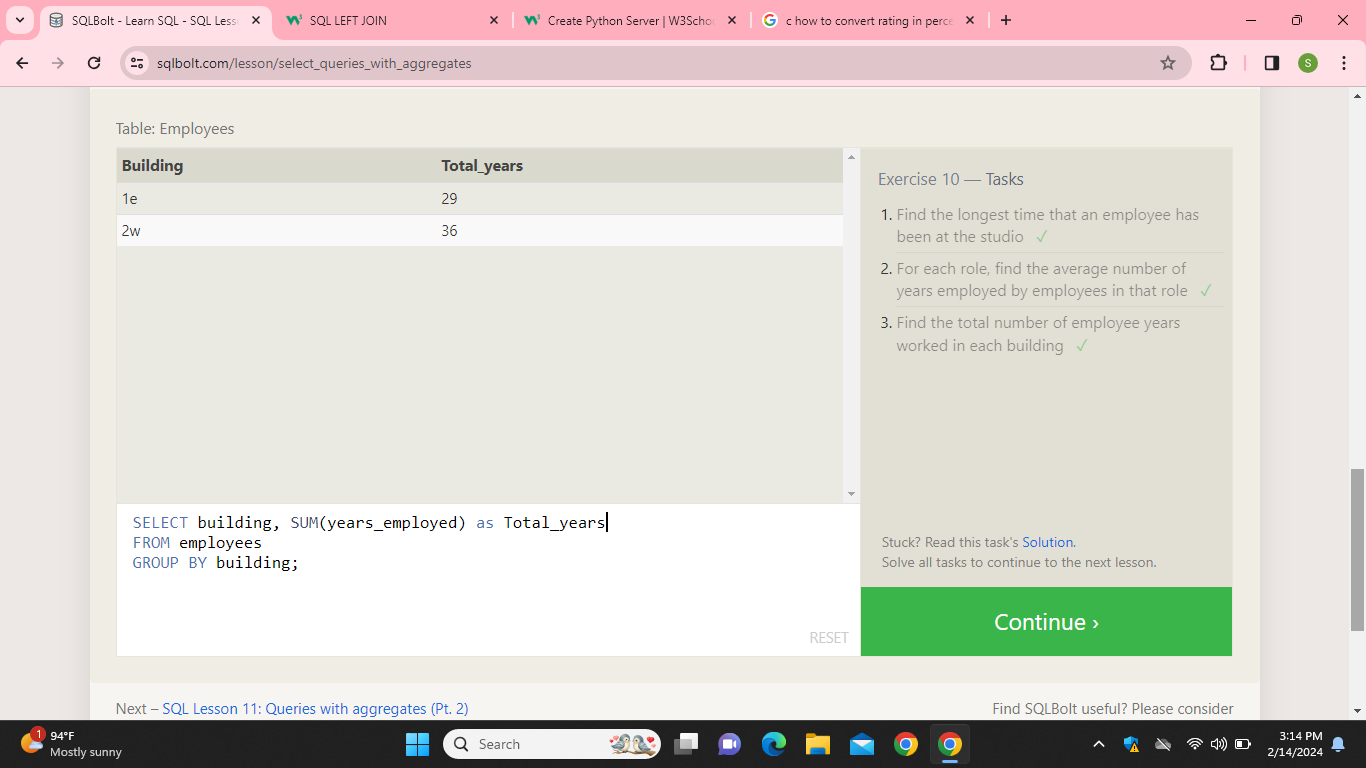 SQLBolt - Learn SQL - SQL Less
SQL LEFT JOIN
Create Python Server | W3Scho
c how to convert rating in perce
sqlbolt.com/lesson/select_queries_with_aggregates
S
Table: Employees
Building Total_years
1e 29
2w 36
Exercise 10 — Tasks
1. Find the longest time that an employee has
been at the studio ✓
2. For each role, find the average number of
years employed by employees in that role ✓
3. Find the total number of employee years
worked in each building ✓
SELECT building, SUM(years_employed) as Total_years
FROM employees
GROUP BY building;
RESET
Stuck? Read this task's Solution.
Solve all tasks to continue to the next lesson.
Continue ›
Next – SQL Lesson 11: Queries with aggregates (Pt. 2)
Find SQLBolt useful? Please consider
1
94°F
Mostly sunny
Search
3:14 PM
2/14/2024